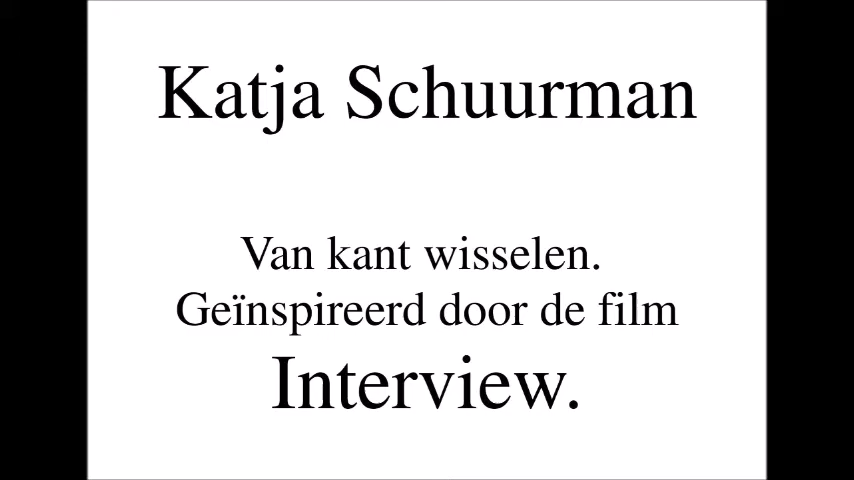 Katja Schuurman
Van kant wisselen.
Geïnspireerd door de film
Interview.